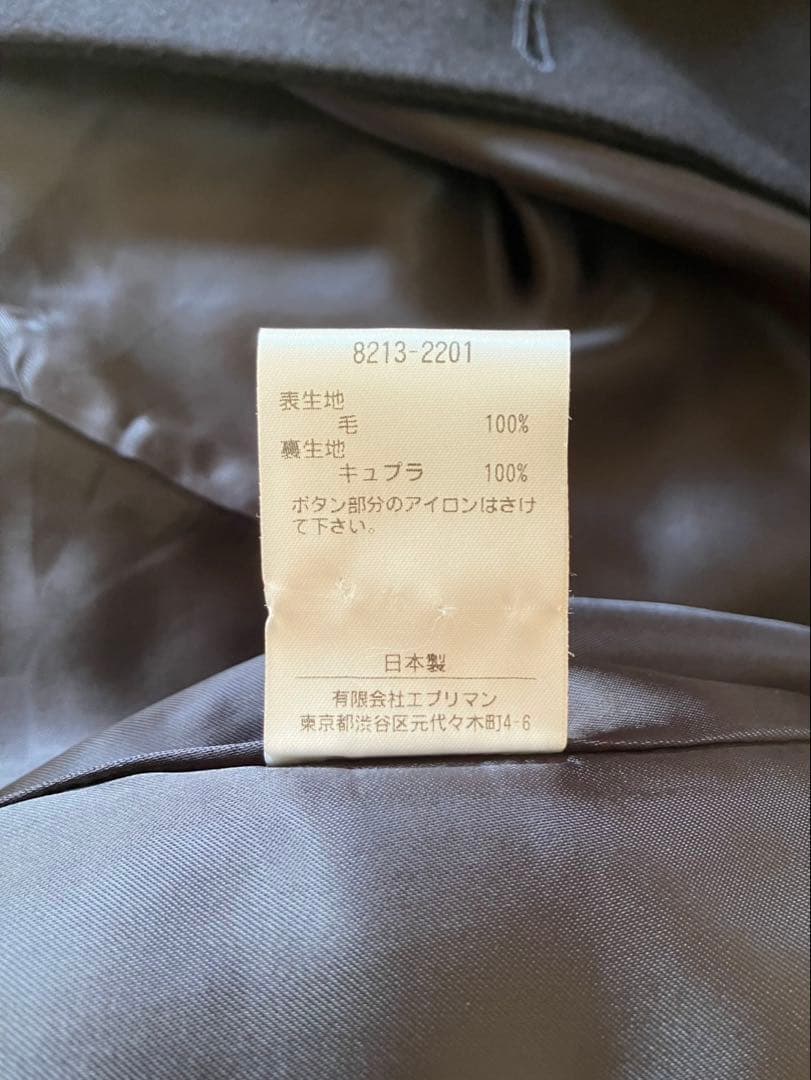 8213-2201
表生地
毛 100%
裏生地
キュプラ 100%
ボタン部分のアイロンはさけ
て下さい。
日本製
有限会社エブリマン
東京都渋谷区元代々木町4-6